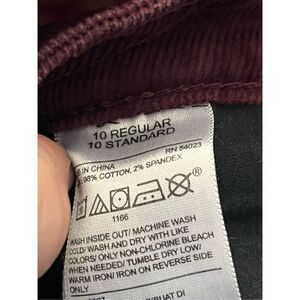 10 REGULAR
10 STANDARD
RN 54023
IN CHINA
98% COTTON, 2% SPANDEX
®
1166
WASH INSIDE OUT/ MACHINE WASH
COLD/ WASH AND DRY WITH LIKE
COLORS/ ONLY NON-CHLORINE BLEACH
WHEN NEEDED/ TUMBLE DRY LOW/
WARM IRON/ IRON ON REVERSE SIDE
ONLY